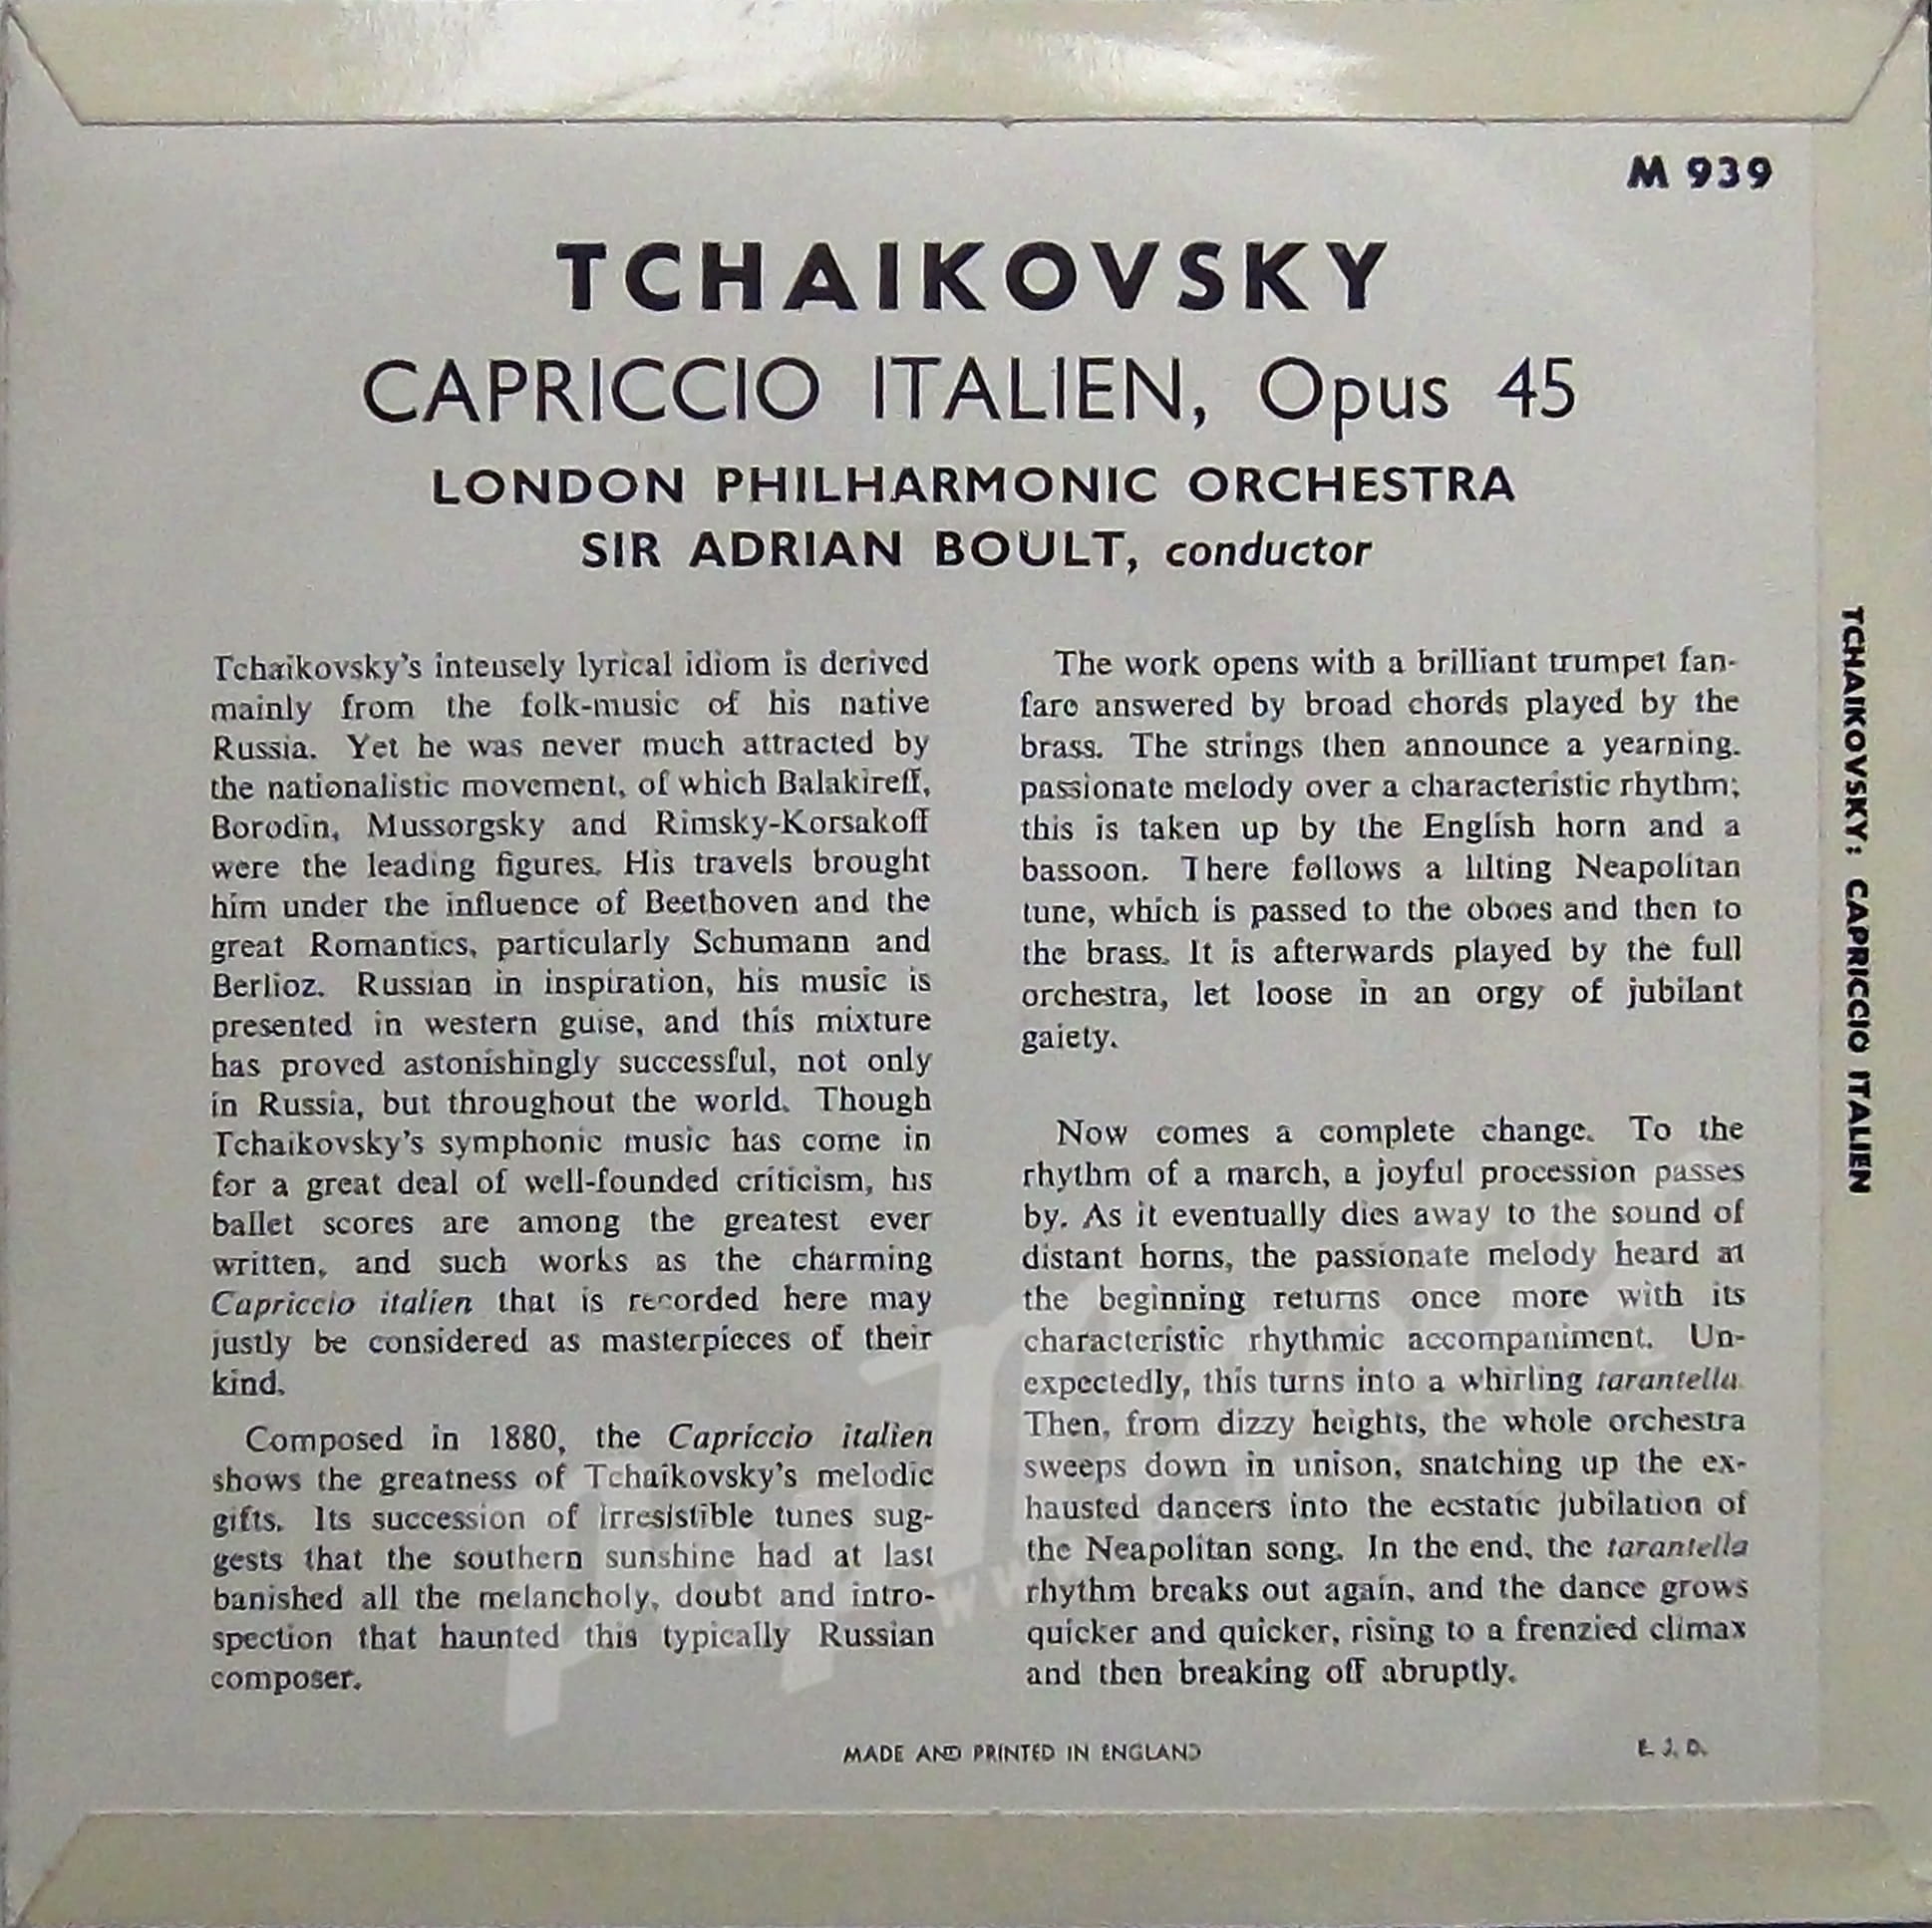 M 939
TCHAIKOVSKY
CAPRICCIO ITALIEN, Opus 45
LONDON PHILHARMONIC ORCHESTRA
SIR ADRIAN BOULT, conductor
Tchaikovsky's intensely lyrical idiom is derived
mainly from the folk-music of his native
Russia. Yet he was never much attracted by
the nationalistic movement, of which Balakireff,
Borodin, Mussorgsky and Rimsky-Korsakoff
were the leading figures. His travels brought
him under the influence of Beethoven and the
great Romantics, particularly Schumann and
Berlioz. Russian in inspiration, his music is
presented in western guise, and this mixture
has proved astonishingly successful, not only
in Russia, but throughout the world. Though
Tchaikovsky's symphonic music has come in
for a great deal of well-founded criticism, his
ballet scores are among the greatest ever
written, and such works as the charming
Capriccio italien that is recorded here may
justly be considered as masterpieces of their
kind.
Composed in 1880, the Capriccio italien
shows the greatness of Tchaikovsky's melodic
gifts. Its succession of irresistible tunes sug-
gests that the southern sunshine had at last
banished all the melancholy, doubt and intro-
spection that haunted this typically Russian
composer.
The work opens with a brilliant trumpet fan-
fare answered by broad chords played by the
brass. The strings then announce a yearning.
passionate melody over a characteristic rhythm;
this is taken up by the English horn and a
bassoon. There follows a lilting Neapolitan
tune, which is passed to the oboes and then to
the brass. It is afterwards played by the full
orchestra, let loose in an orgy of jubilant
gaiety.
Now comes a complete change. To the
rhythm of a march, a joyful procession passes
by. As it eventually dies away to the sound of
distant horns, the passionate melody heard at
the beginning returns once more with its
characteristic rhythmic accompaniment. Un-
expectedly, this turns into a whirling tarantella
Then, from dizzy heights, the whole orchestra
sweeps down in unison, snatching up the ex-
hausted dancers into the ecstatic jubilation of
the Neapolitan song. In the end, the tarantella
rhythm breaks out again, and the dance grows
quicker and quicker, rising to a frenzied climax
and then breaking off abruptly.
MADE AND PRINTED IN ENGLAND
E. J. D.
TCHAIKOVSKY: CAPRICCIO ITALIEN